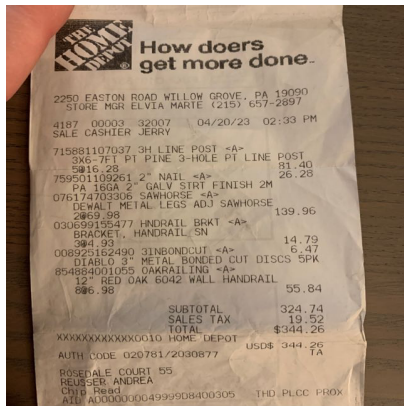 THE
HOME
DEPOT
How doers
get more done.
2250 EASTON ROAD WILLOW GROVE, PA 19090
STORE MGR ELVIA MARTE (215) 657-2897
4187 00003 32007 04/20/23 02:33 PM
SALE CASHIER JERRY
715881107037 3H LINE POST <A>
3X6-7FT PT PINE 3-HOLE PT LINE POST
5@16.28 81.40
759501109261 2" NAIL <A> 26.28
PA 16GA 2" GALV STRT FINISH 2M
076174703306 SAWHORSE <A>
DEWALT METAL LEGS ADJ SAWHORSE
2@69.98 139.96
030699155477 HNDRAIL BRKT <A>
BRACKET, HANDRAIL SN
3@4.93 14.79
008925162490 3INBONDCUT <A> 6.47
DIABLO 3" METAL BONDED CUT DISCS 5PK
854884001055 OAKRAILING <A>
12" RED OAK 6042 WALL HANDRAIL
8@6.98 55.84
SUBTOTAL 324.74
SALES TAX 19.52
TOTAL $344.26
XXXXXXXXXXXX0010 HOME DEPOT
USD$ 344.26
AUTH CODE 020781/2030877 TA
ROSEDALE COURT 55
REUSSER ANDREA
Chip Read
AID A0000000049999D8400305 THD PLCC PROX